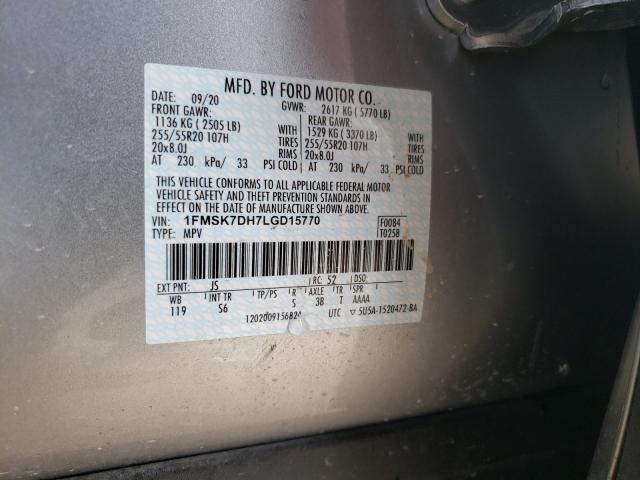 MFD. BY FORD MOTOR CO.
DATE: 09/20 GVWR: 2617 KG ( 5770 LB)
FRONT GAWR: REAR GAWR:
1136 KG ( 2505 LB) WITH 1529 KG ( 3370 LB) WITH
255/55R20 107H TIRES 255/55R20 107H TIRES
20x8.0J RIMS 20x8.0J RIMS
AT 230 kPa/ 33 PSI COLD AT 230 kPa/ 33 PSI COLD
THIS VEHICLE CONFORMS TO ALL APPLICABLE FEDERAL MOTOR
VEHICLE SAFETY AND THEFT PREVENTION STANDARDS IN
EFFECT ON THE DATE OF MANUFACTURE SHOWN ABOVE.
VIN: 1FMSK7DH7LGD15770 F0084
TYPE: MPV T0258
EXT PNT: JS RC: 52 DSO:
WB INT TR TP/PS R AXLE TR SPR
119 S6 S 3B T AAAA
1202009156820 UTC ▽ 5U5A-1520472-BA